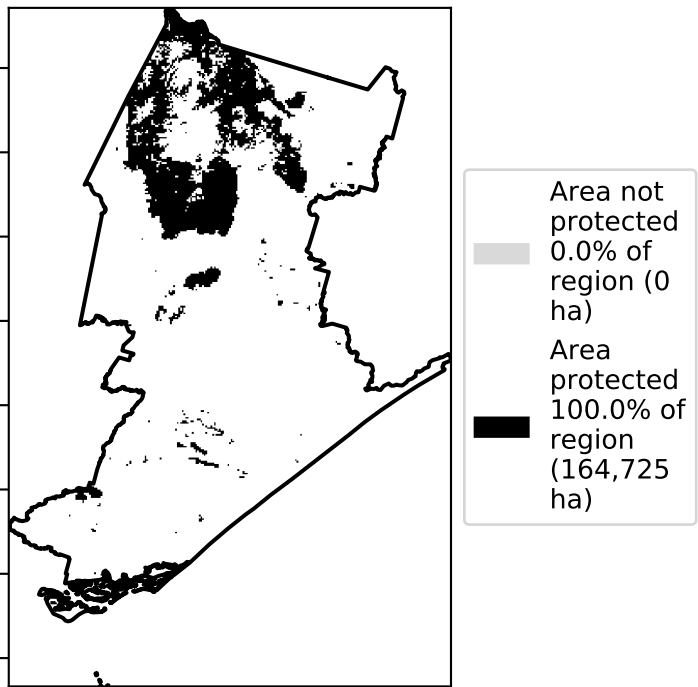 Area not
protected
0.0% of
region (0
ha)
Area
protected
100.0% of
region
(164,725
ha)